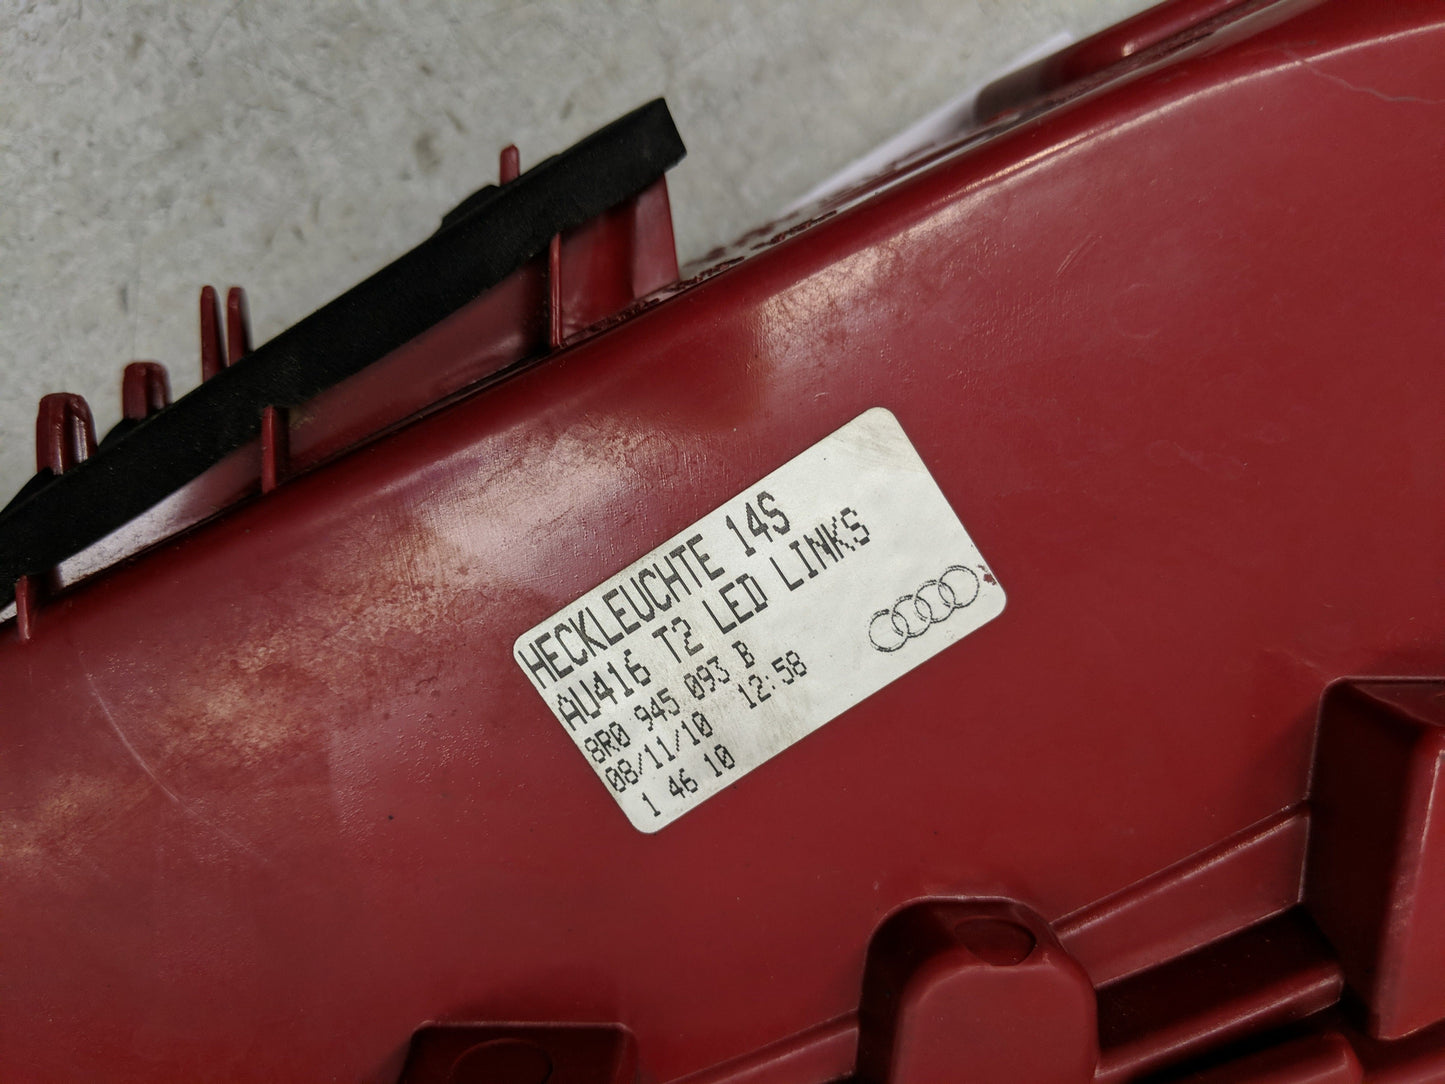 HECKLEUCHTE 14S
AU416 T2 LED LINKS
8R0 945 093 B
08/11/10 12:58
1 46 10